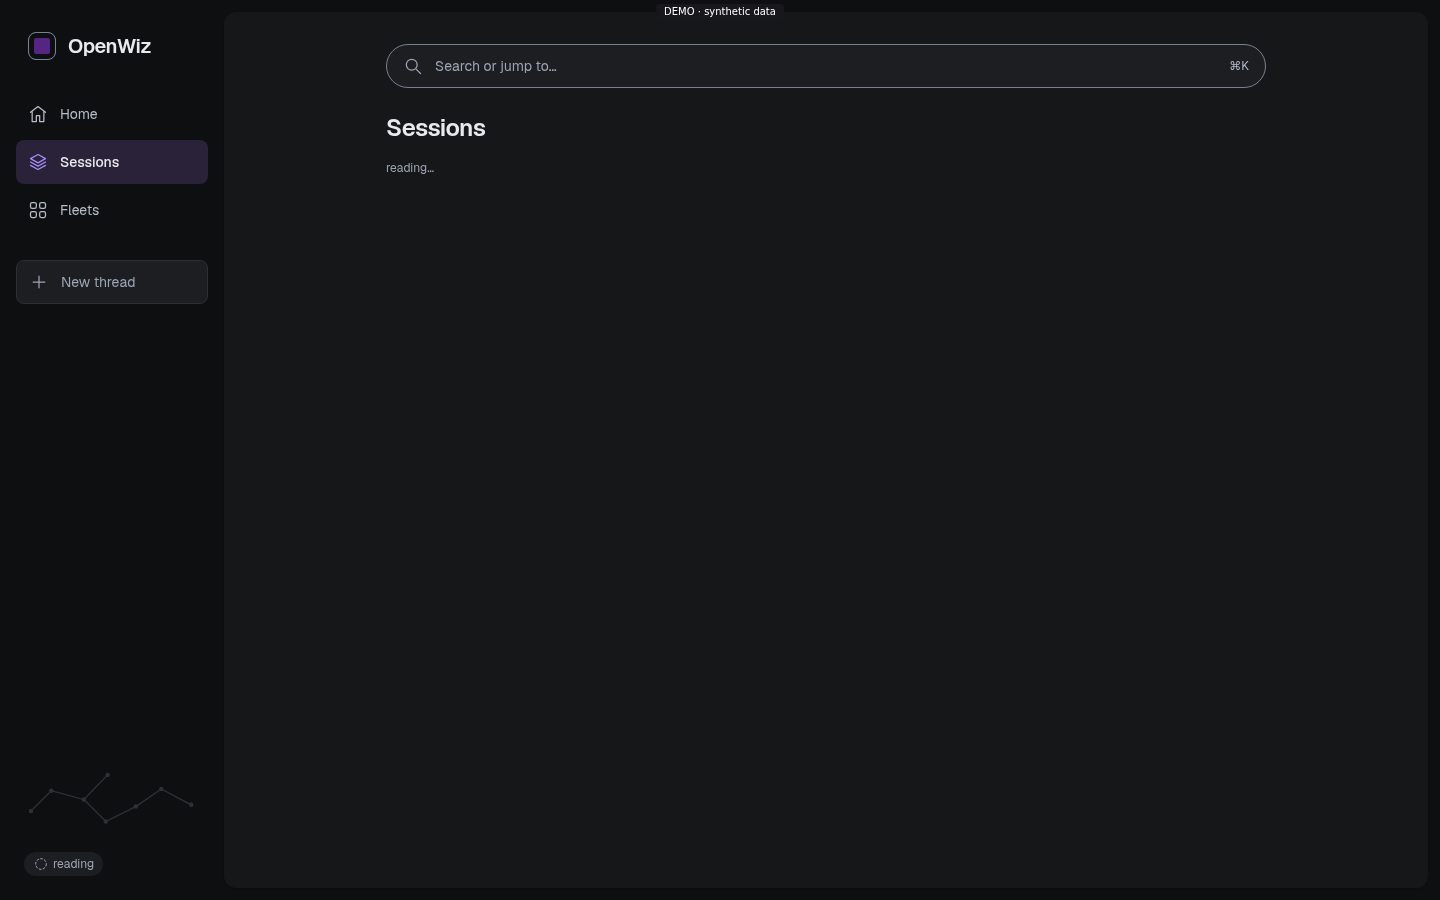 DEMO · synthetic data
OpenWiz
Home
Sessions
Fleets
New thread
reading
Search or jump to…
⌘K
Sessions
reading…